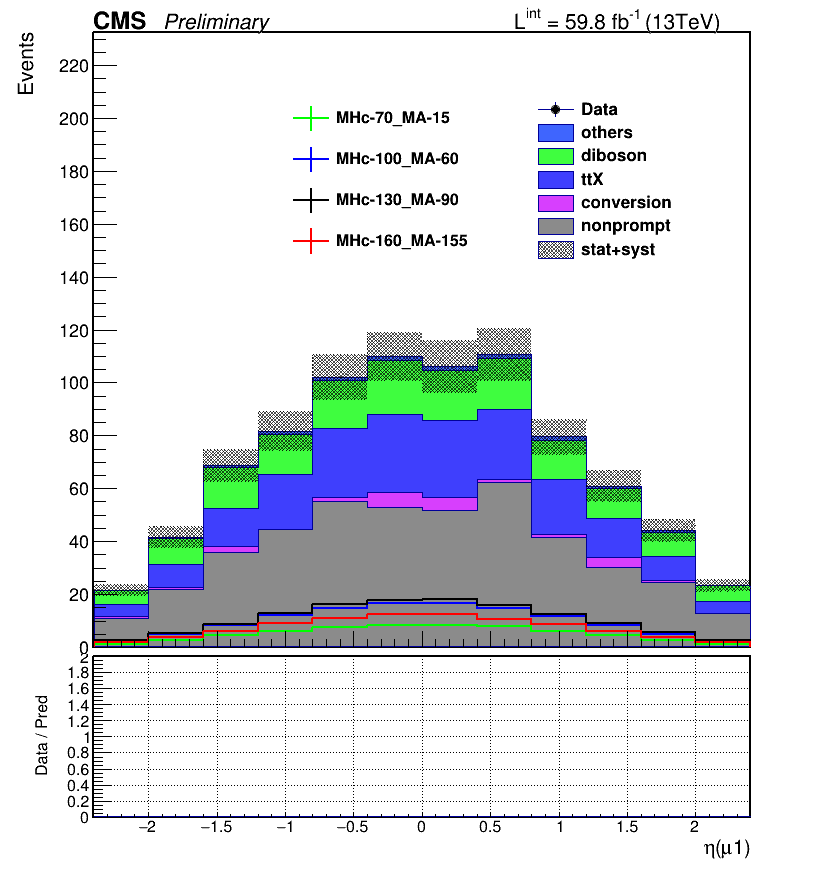 CMS Preliminary L^int = 59.8 fb^-1 (13TeV)
Events
220
200
180
160
140
120
100
80
60
40
20
0
MHc-70_MA-15
MHc-100_MA-60
MHc-130_MA-90
MHc-160_MA-155
Data
others
diboson
ttX
conversion
nonprompt
stat+syst
Data / Pred
2
1.8
1.6
1.4
1.2
1
0.8
0.6
0.4
0.2
0
−2 −1.5 −1 −0.5 0 0.5 1 1.5 2
η(μ1)